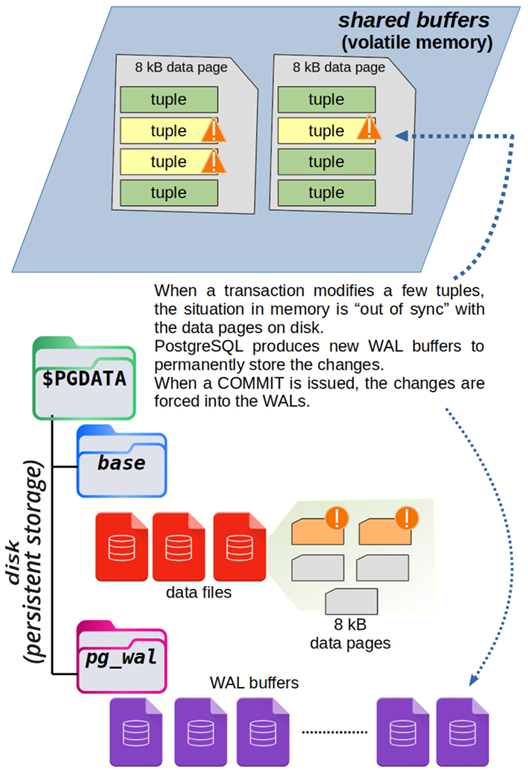 shared buffers
(volatile memory)
8 kB data page
8 kB data page
tuple
tuple
tuple
tuple
tuple
tuple
tuple
tuple
When a transaction modifies a few tuples,
the situation in memory is “out of sync” with
the data pages on disk.
PostgreSQL produces new WAL buffers to
permanently store the changes.
When a COMMIT is issued, the changes are
forced into the WALs.
$PGDATA
base
disk
(persistent storage)
data files
8 kB
data pages
pg_wal
WAL buffers